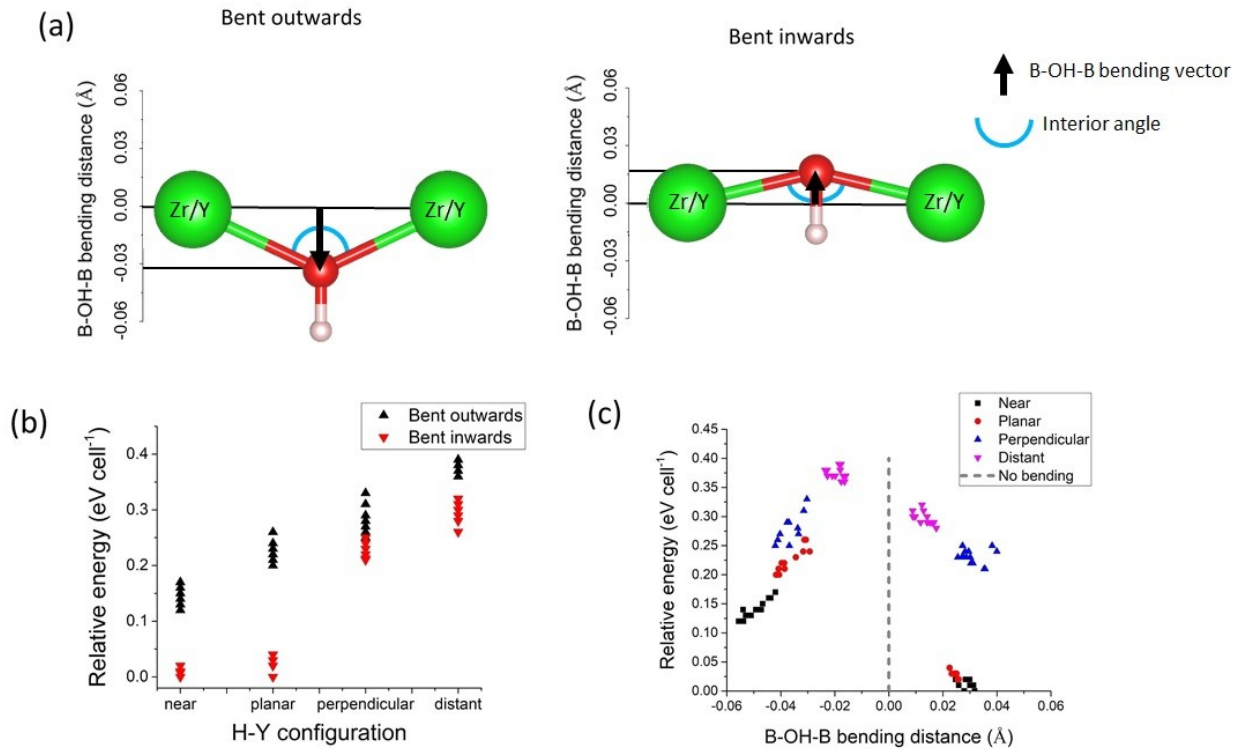 (a)
Bent outwards
Bent inwards
B-OH-B bending distance (Å)
0.06
0.03
0.00
-0.03
-0.06
Zr/Y
Zr/Y
B-OH-B bending distance (Å)
0.06
0.03
0.00
-0.03
-0.06
Zr/Y
Zr/Y
B-OH-B bending vector
Interior angle
(b)
Bent outwards
Bent inwards
Relative energy (eV cell⁻¹)
0.4
0.3
0.2
0.1
0.0
near planar perpendicular distant
H-Y configuration
(c)
Near
Planar
Perpendicular
Distant
No bending
Relative energy (eV cell⁻¹)
0.45
0.40
0.35
0.30
0.25
0.20
0.15
0.10
0.05
0.00
-0.06 -0.04 -0.02 0.00 0.02 0.04 0.06
B-OH-B bending distance (Å)